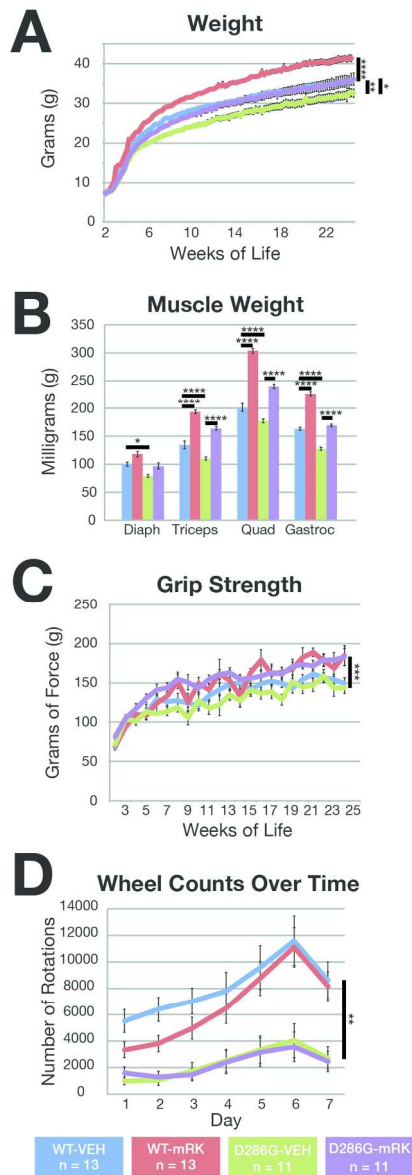 A
Weight
Grams (g)
50
40
30
20
10
0
2 6 10 14 18 22
Weeks of Life
****
**
*
B
Muscle Weight
Milligrams (g)
350
300
250
200
150
100
50
0
* **** **** **** **** **** **** **** **** ****
Diaph Triceps Quad Gastroc
C
Grip Strength
Grams of Force (g)
250
200
150
100
50
0
3 5 7 9 11 13 15 17 19 21 23 25
Weeks of Life
***
D
Wheel Counts Over Time
Number of Rotations
14000
12000
10000
8000
6000
4000
2000
0
1 2 3 4 5 6 7
Day
**
WT-VEH WT-mRK D286G-VEH D286G-mRK
n = 13 n = 13 n = 11 n = 11